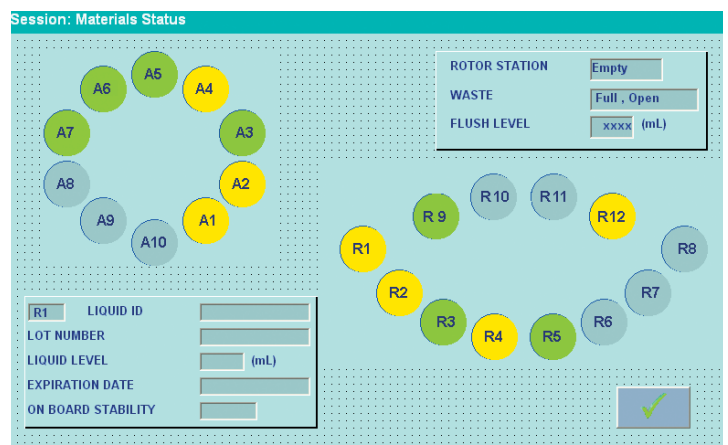 Session: Materials Status
A5
A6
A4
A7
A3
A8
A2
A9
A1
A10
ROTOR STATION Empty
WASTE Full , Open
FLUSH LEVEL xxxx (mL)
R10 R11
R 9 R12
R1 R8
R2 R7
R3 R6
R4 R5
R1 LIQUID ID
LOT NUMBER
LIQUID LEVEL (mL)
EXPIRATION DATE
ON BOARD STABILITY